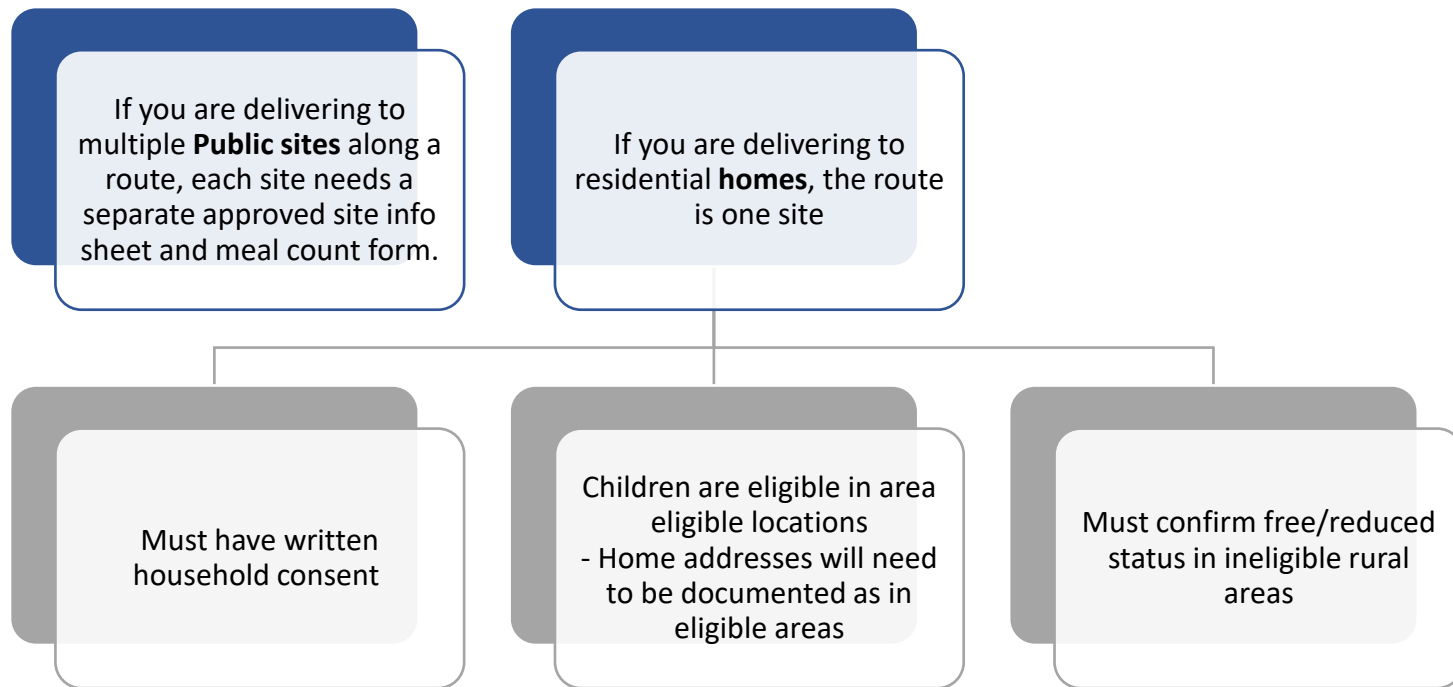 If you are delivering to
multiple Public sites along a
route, each site needs a
separate approved site info
sheet and meal count form.
If you are delivering to
residential homes, the route
is one site
Must have written
household consent
Children are eligible in area
eligible locations
- Home addresses will need
to be documented as in
eligible areas
Must confirm free/reduced
status in ineligible rural
areas